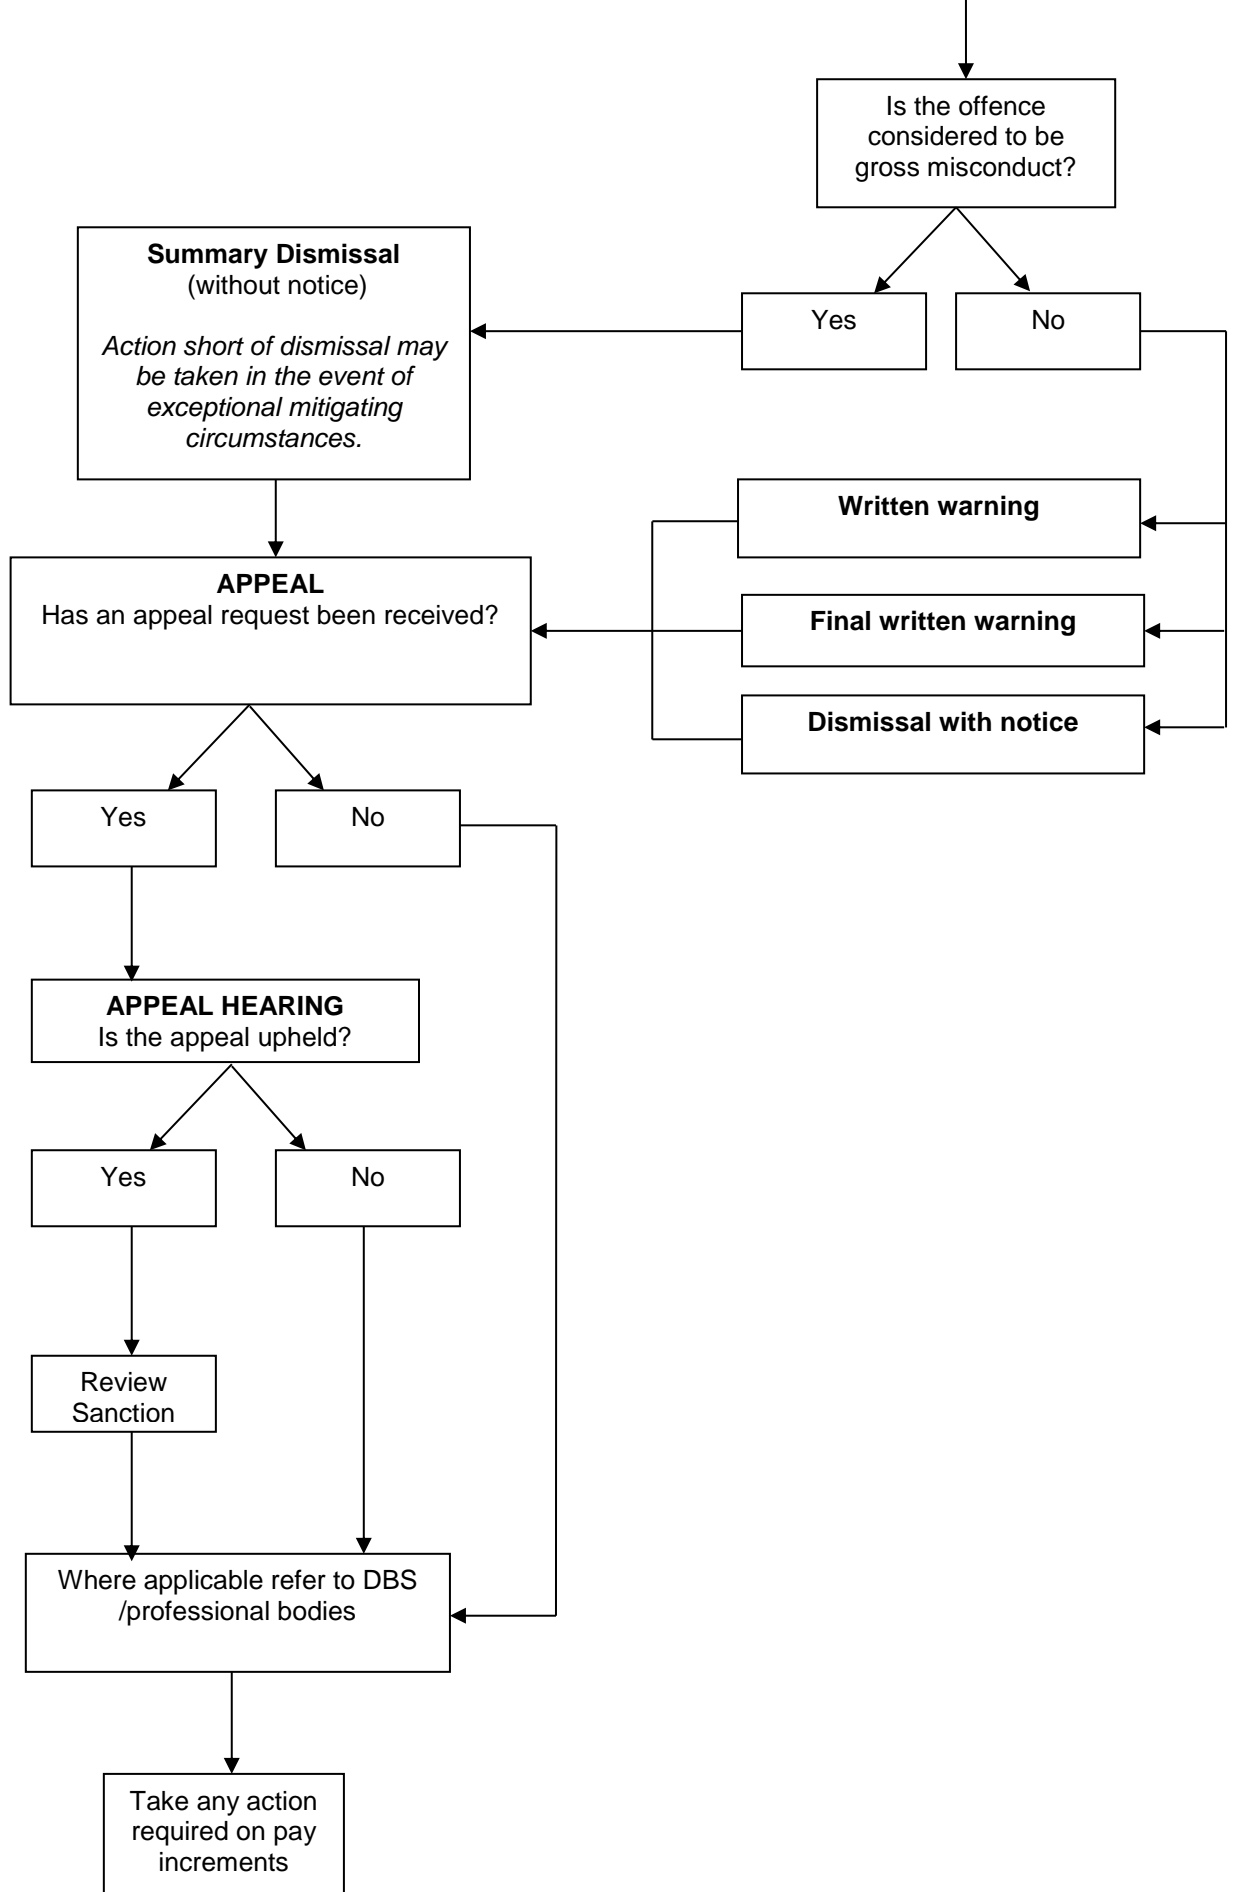 Is the offence
considered to be
gross misconduct?
Summary Dismissal
(without notice)
Action short of dismissal may
be taken in the event of
exceptional mitigating
circumstances.
Yes
No
Written warning
Final written warning
Dismissal with notice
APPEAL
Has an appeal request been received?
Yes
No
APPEAL HEARING
Is the appeal upheld?
Yes
No
Review
Sanction
Where applicable refer to DBS
/professional bodies
Take any action
required on pay
increments